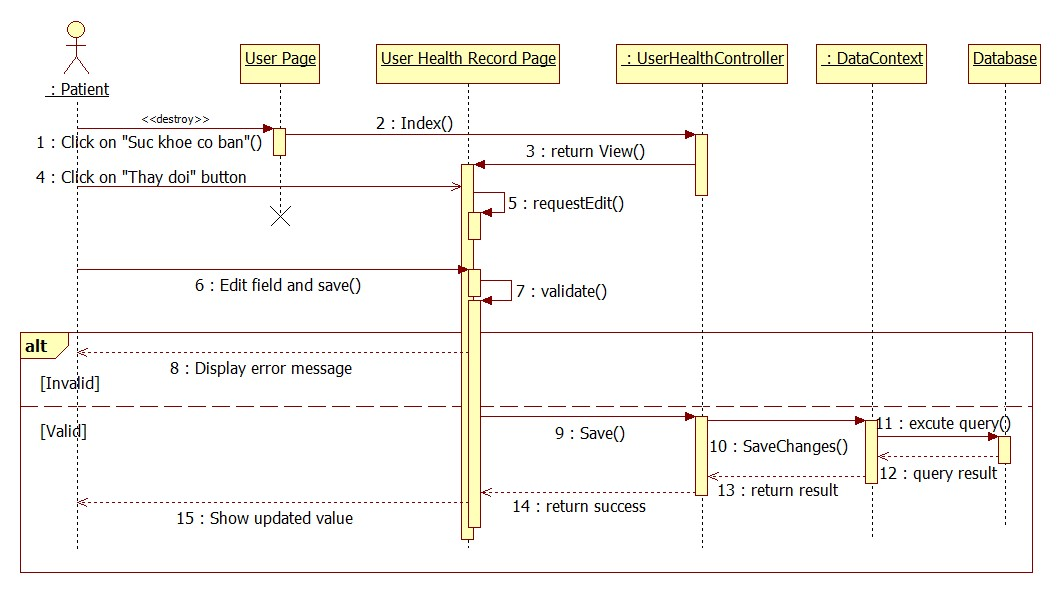 : Patient
User Page
User Health Record Page
: UserHealthController
: DataContext
Database
<<destroy>>
1 : Click on "Suc khoe co ban"()
2 : Index()
3 : return View()
4 : Click on "Thay doi" button
5 : requestEdit()
6 : Edit field and save()
7 : validate()
alt
8 : Display error message
[Invalid]
[Valid]
9 : Save()
10 : SaveChanges()
11 : excute query()
12 : query result
13 : return result
14 : return success
15 : Show updated value